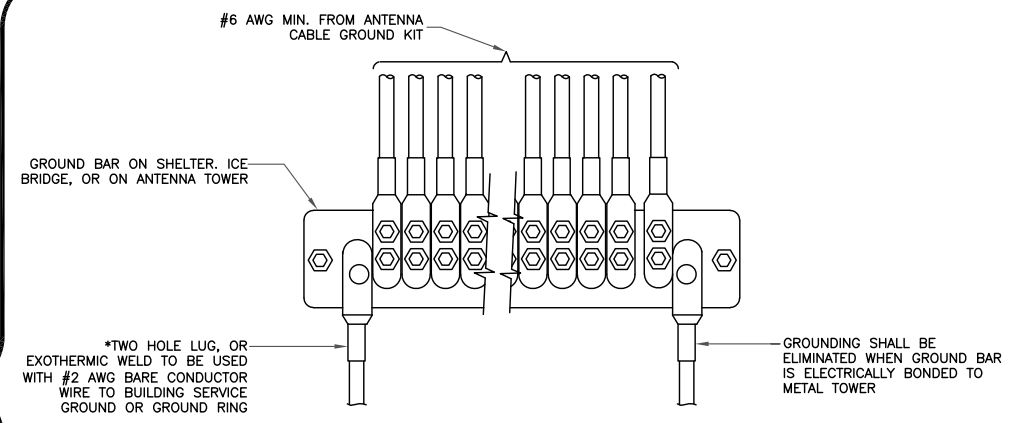 #6 AWG MIN. FROM ANTENNA
CABLE GROUND KIT
GROUND BAR ON SHELTER. ICE
BRIDGE, OR ON ANTENNA TOWER
*TWO HOLE LUG, OR
EXOTHERMIC WELD TO BE USED
WITH #2 AWG BARE CONDUCTOR
WIRE TO BUILDING SERVICE
GROUND OR GROUND RING
GROUNDING SHALL BE
ELIMINATED WHEN GROUND BAR
IS ELECTRICALLY BONDED TO
METAL TOWER